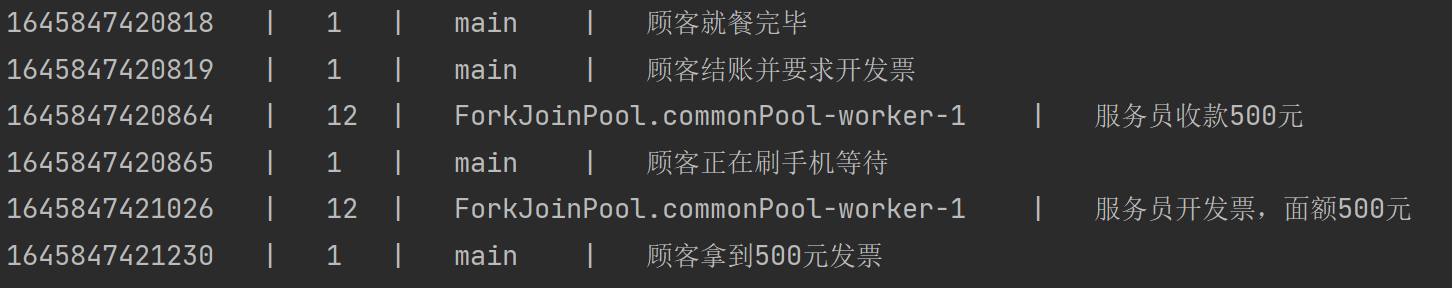 1645847420818 | 1 | main | 顾客就餐完毕
1645847420819 | 1 | main | 顾客结账并要求开发票
1645847420864 | 12 | ForkJoinPool.commonPool-worker-1 | 服务员收款500元
1645847420865 | 1 | main | 顾客正在刷手机等待
1645847421026 | 12 | ForkJoinPool.commonPool-worker-1 | 服务员开发票，面额500元
1645847421230 | 1 | main | 顾客拿到500元发票